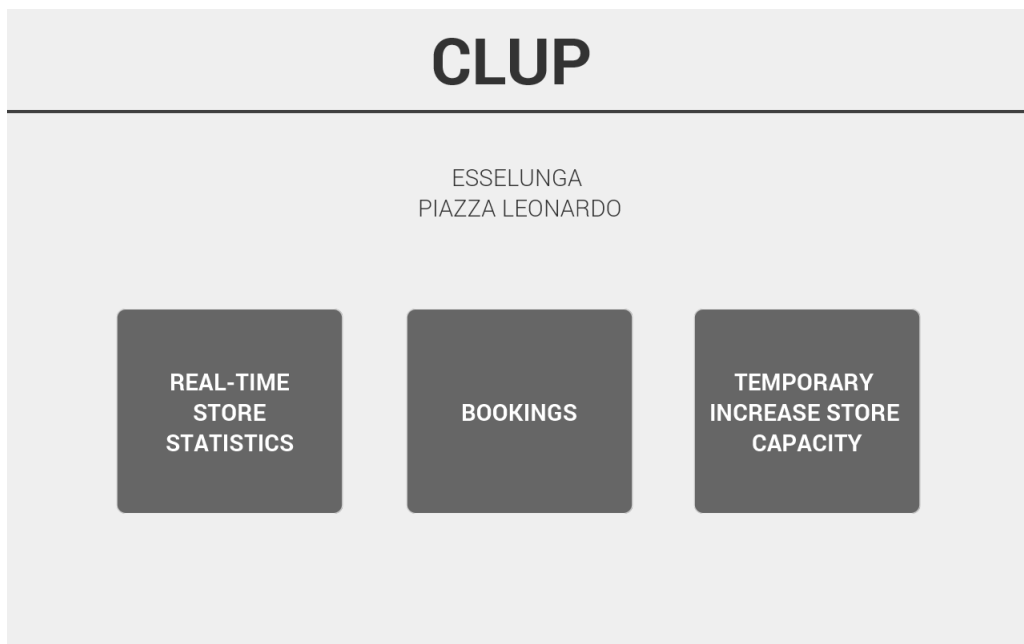 CLUP
ESSELUNGA
PIAZZA LEONARDO
REAL-TIME
STORE
STATISTICS
BOOKINGS
TEMPORARY
INCREASE STORE
CAPACITY